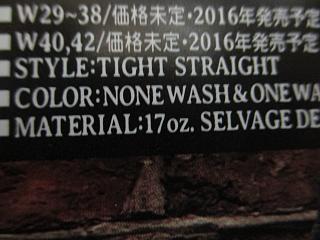 ■W29~38/価格未定・2016年発売予定
■W40,42/価格未定・2016年発売予定
■STYLE:TIGHT STRAIGHT
■COLOR:NONE WASH & ONE WA
■MATERIAL:17oz. SELVAGE DE